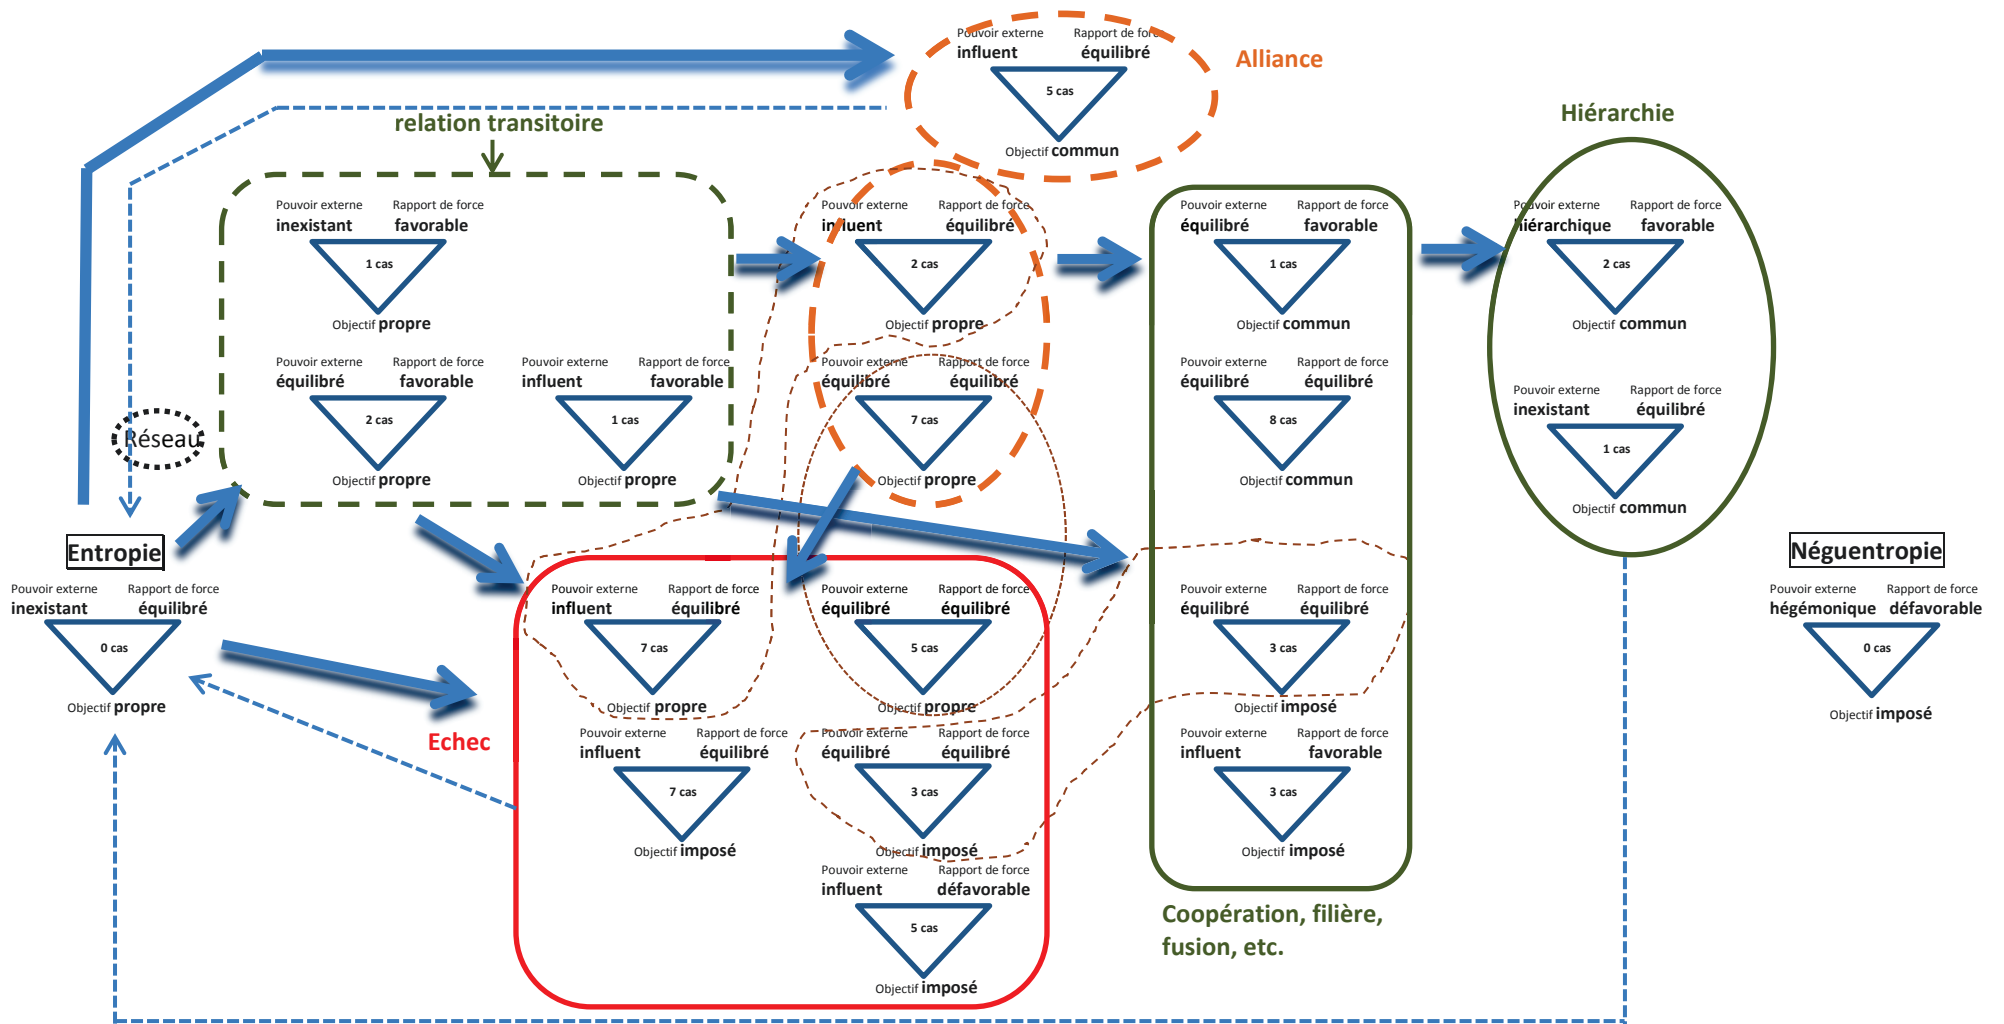 Pouvoir externe Rapport de force
influent équilibré
5 cas
Objectif commun
Alliance
relation transitoire
Hiérarchie
Pouvoir externe Rapport de force
inexistant favorable
1 cas
Objectif propre
Pouvoir externe Rapport de force
influent équilibré
2 cas
Objectif propre
Pouvoir externe Rapport de force
équilibré favorable
1 cas
Objectif commun
Pouvoir externe Rapport de force
hiérarchique favorable
2 cas
Objectif commun
Pouvoir externe Rapport de force
équilibré favorable
2 cas
Objectif propre
Pouvoir externe Rapport de force
influent favorable
1 cas
Objectif propre
Pouvoir externe Rapport de force
équilibré équilibré
7 cas
Objectif propre
Pouvoir externe Rapport de force
équilibré équilibré
8 cas
Objectif commun
Pouvoir externe Rapport de force
inexistant équilibré
1 cas
Objectif commun
Réseau
Entropie
Pouvoir externe Rapport de force
inexistant équilibré
0 cas
Objectif propre
Pouvoir externe Rapport de force
influent équilibré
7 cas
Objectif propre
Pouvoir externe Rapport de force
équilibré équilibré
5 cas
Objectif propre
Pouvoir externe Rapport de force
équilibré équilibré
3 cas
Objectif imposé
Néguentropie
Pouvoir externe Rapport de force
hégémonique défavorable
0 cas
Objectif imposé
Echec
Pouvoir externe Rapport de force
influent équilibré
7 cas
Objectif imposé
Pouvoir externe Rapport de force
équilibré équilibré
3 cas
Objectif imposé
Pouvoir externe Rapport de force
influent favorable
3 cas
Objectif imposé
Pouvoir externe Rapport de force
influent défavorable
5 cas
Objectif imposé
Coopération, filière,
fusion, etc.